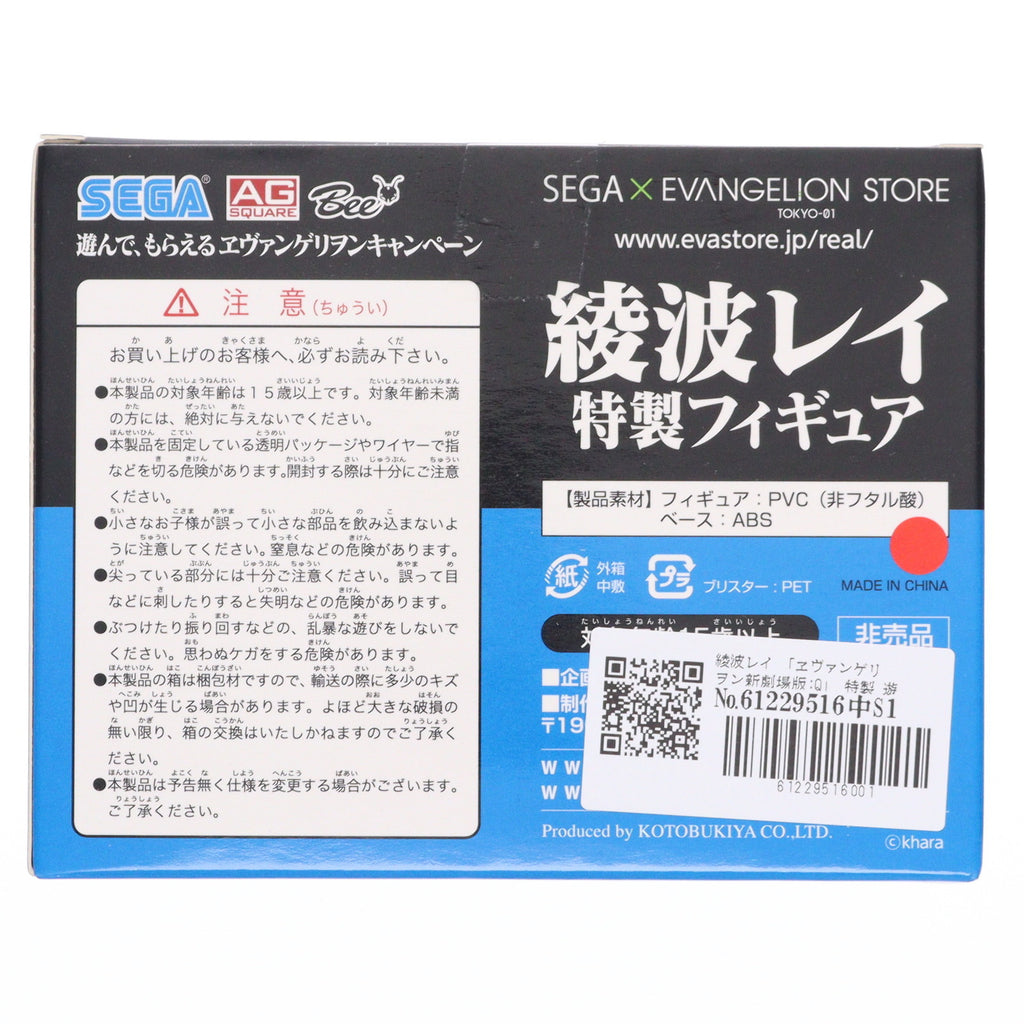 SEGA® AG SQUARE Bee
遊んで、もらえるヱヴァンゲリヲンキャンペーン
注意(ちゅうい)
お買い上げのお客様へ、必ずお読み下さい。
●本製品の対象年齢は15歳以上です。対象年齢未満
の方には、絶対に与えないでください。
●本製品を固定している透明パッケージやワイヤーで指
などを切る危険があります。開封する際は十分にご注意
ください。
●小さなお子様が誤って小さな部品を飲み込まないよ
うに注意してください。窒息などの危険があります。
●尖っている部分には十分ご注意ください。誤って目
などに刺したりすると失明などの危険があります。
●ぶつけたり振り回すなどの、乱暴な遊びをしないで
ください。思わぬケガをする危険があります。
●本製品の箱は梱包材ですので、輸送の際に多少のキズ
や凹が生じる場合があります。よほど大きな破損の
無い限り、箱の交換はいたしかねますのでご了承く
ださい。
●本製品は予告無く仕様を変更する場合がございます。
ご了承ください。
SEGA×EVANGELION STORE
TOKYO-01
www.evastore.jp/real/
綾波レイ
特製フィギュア
【製品素材】フィギュア:PVC(非フタル酸)
ベース:ABS
紙 外箱
中敷
プラ ブリスター:PET
MADE IN CHINA
非売品
■企画
■制作
〒19
W W
W W
綾波レイ 「ヱヴァンゲリ
ヲン新劇場版:Q」 特製 遊
No.61229516中S1
61229516001
Produced by KOTOBUKIYA CO.,LTD.
©khara